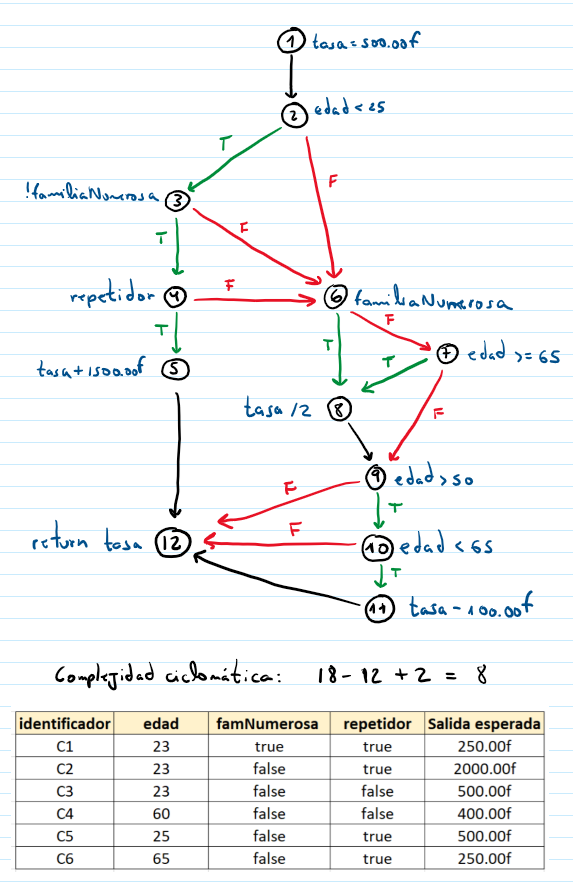 1 tasa = 500.00f
2 edad < 25
T
F
!familiaNumerosa 3
T
F
repetidor 4
F
6 familiaNumerosa
T
T
F
T
7 edad >= 65
tasa + 1500.00f 5
tasa /2 8
F
9 edad > 50
F
T
return tasa 12
F
10 edad < 65
T
11 tasa - 100.00f
Complejidad ciclomática: 18 - 12 + 2 = 8
identificador edad famNumerosa repetidor Salida esperada
C1 23 true true 250.00f
C2 23 false true 2000.00f
C3 23 false false 500.00f
C4 60 false false 400.00f
C5 25 false true 500.00f
C6 65 false true 250.00f